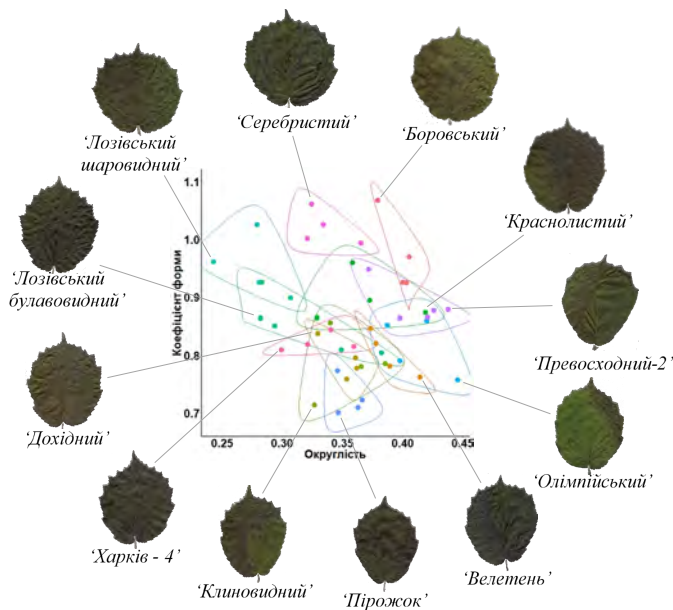 ‘Серебристий’
‘Боровський’
‘Лозівський
шаровидний’
‘Краснолистий’
‘Лозівський
булавовидний’
‘Превосходний-2’
‘Дохідний’
‘Олімпійський’
‘Харків - 4’
‘Клиновидний’
‘Пірожок’
‘Велетень’
Коефіцієнт форми
1.1
1.0
0.9
0.8
0.7
0.25 0.30 0.35 0.40 0.45
Округлість